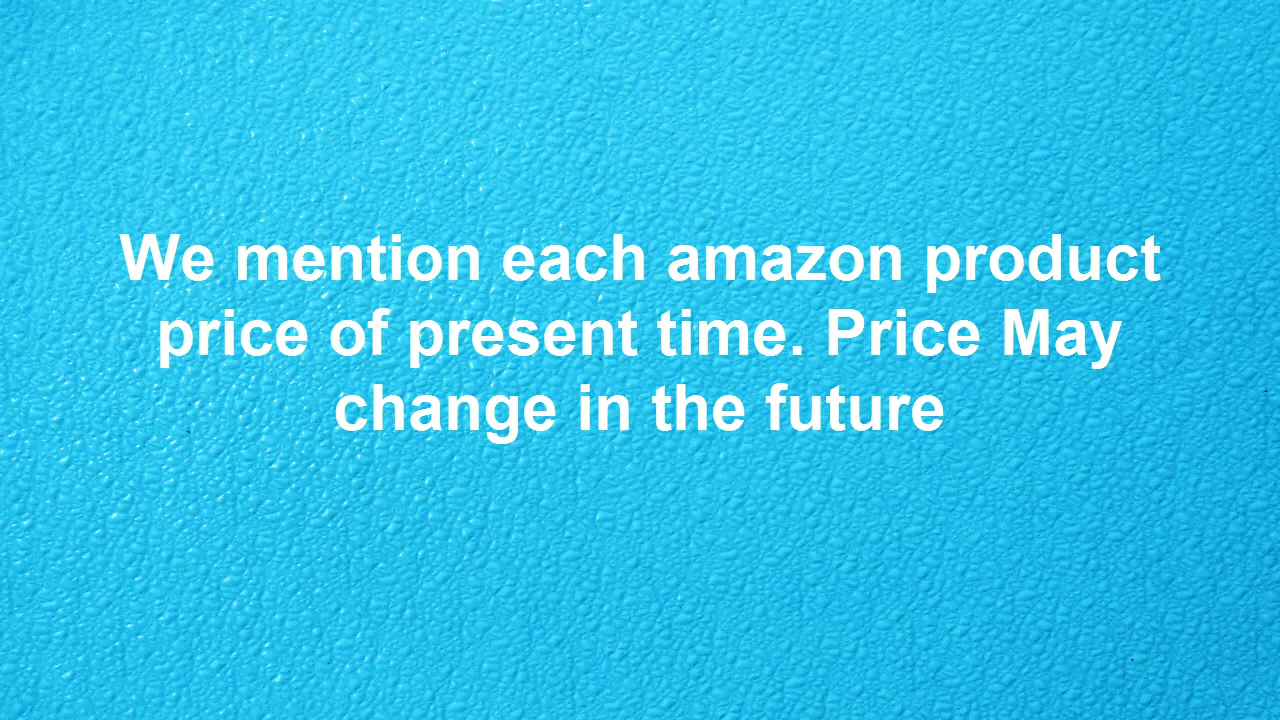 We mention each amazon product
price of present time. Price May
change in the future